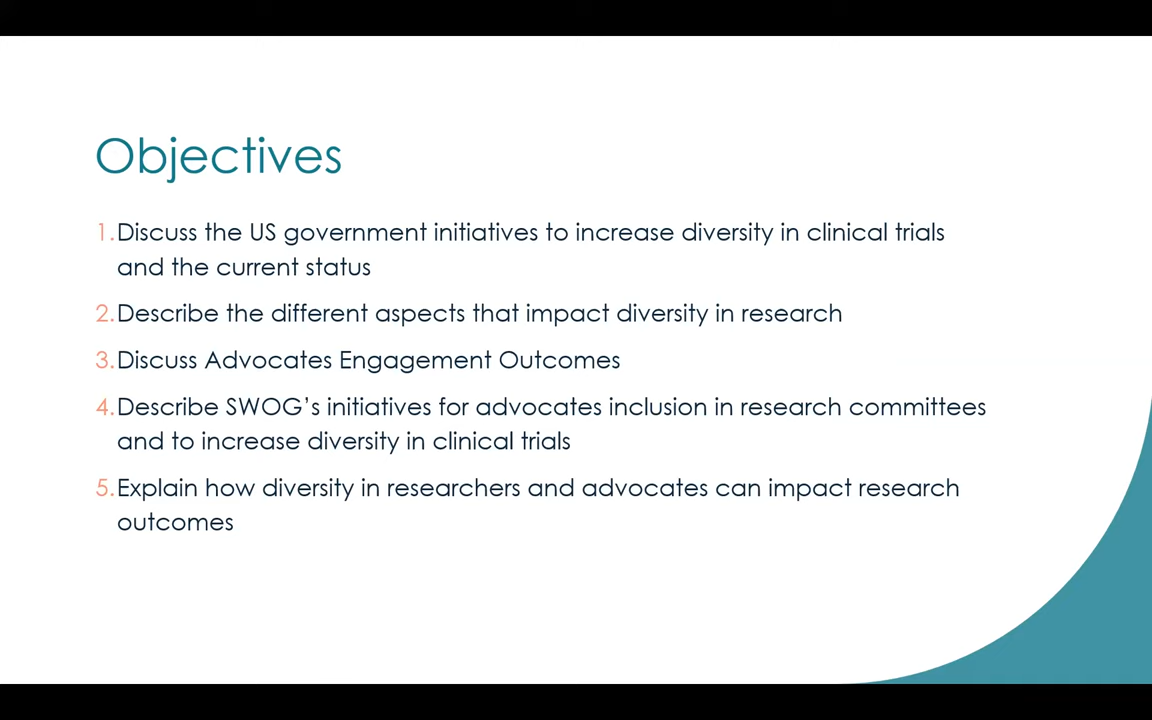 Objectives
1.Discuss the US government initiatives to increase diversity in clinical trials
and the current status
2.Describe the different aspects that impact diversity in research
3.Discuss Advocates Engagement Outcomes
4.Describe SWOG’s initiatives for advocates inclusion in research committees
and to increase diversity in clinical trials
5.Explain how diversity in researchers and advocates can impact research
outcomes